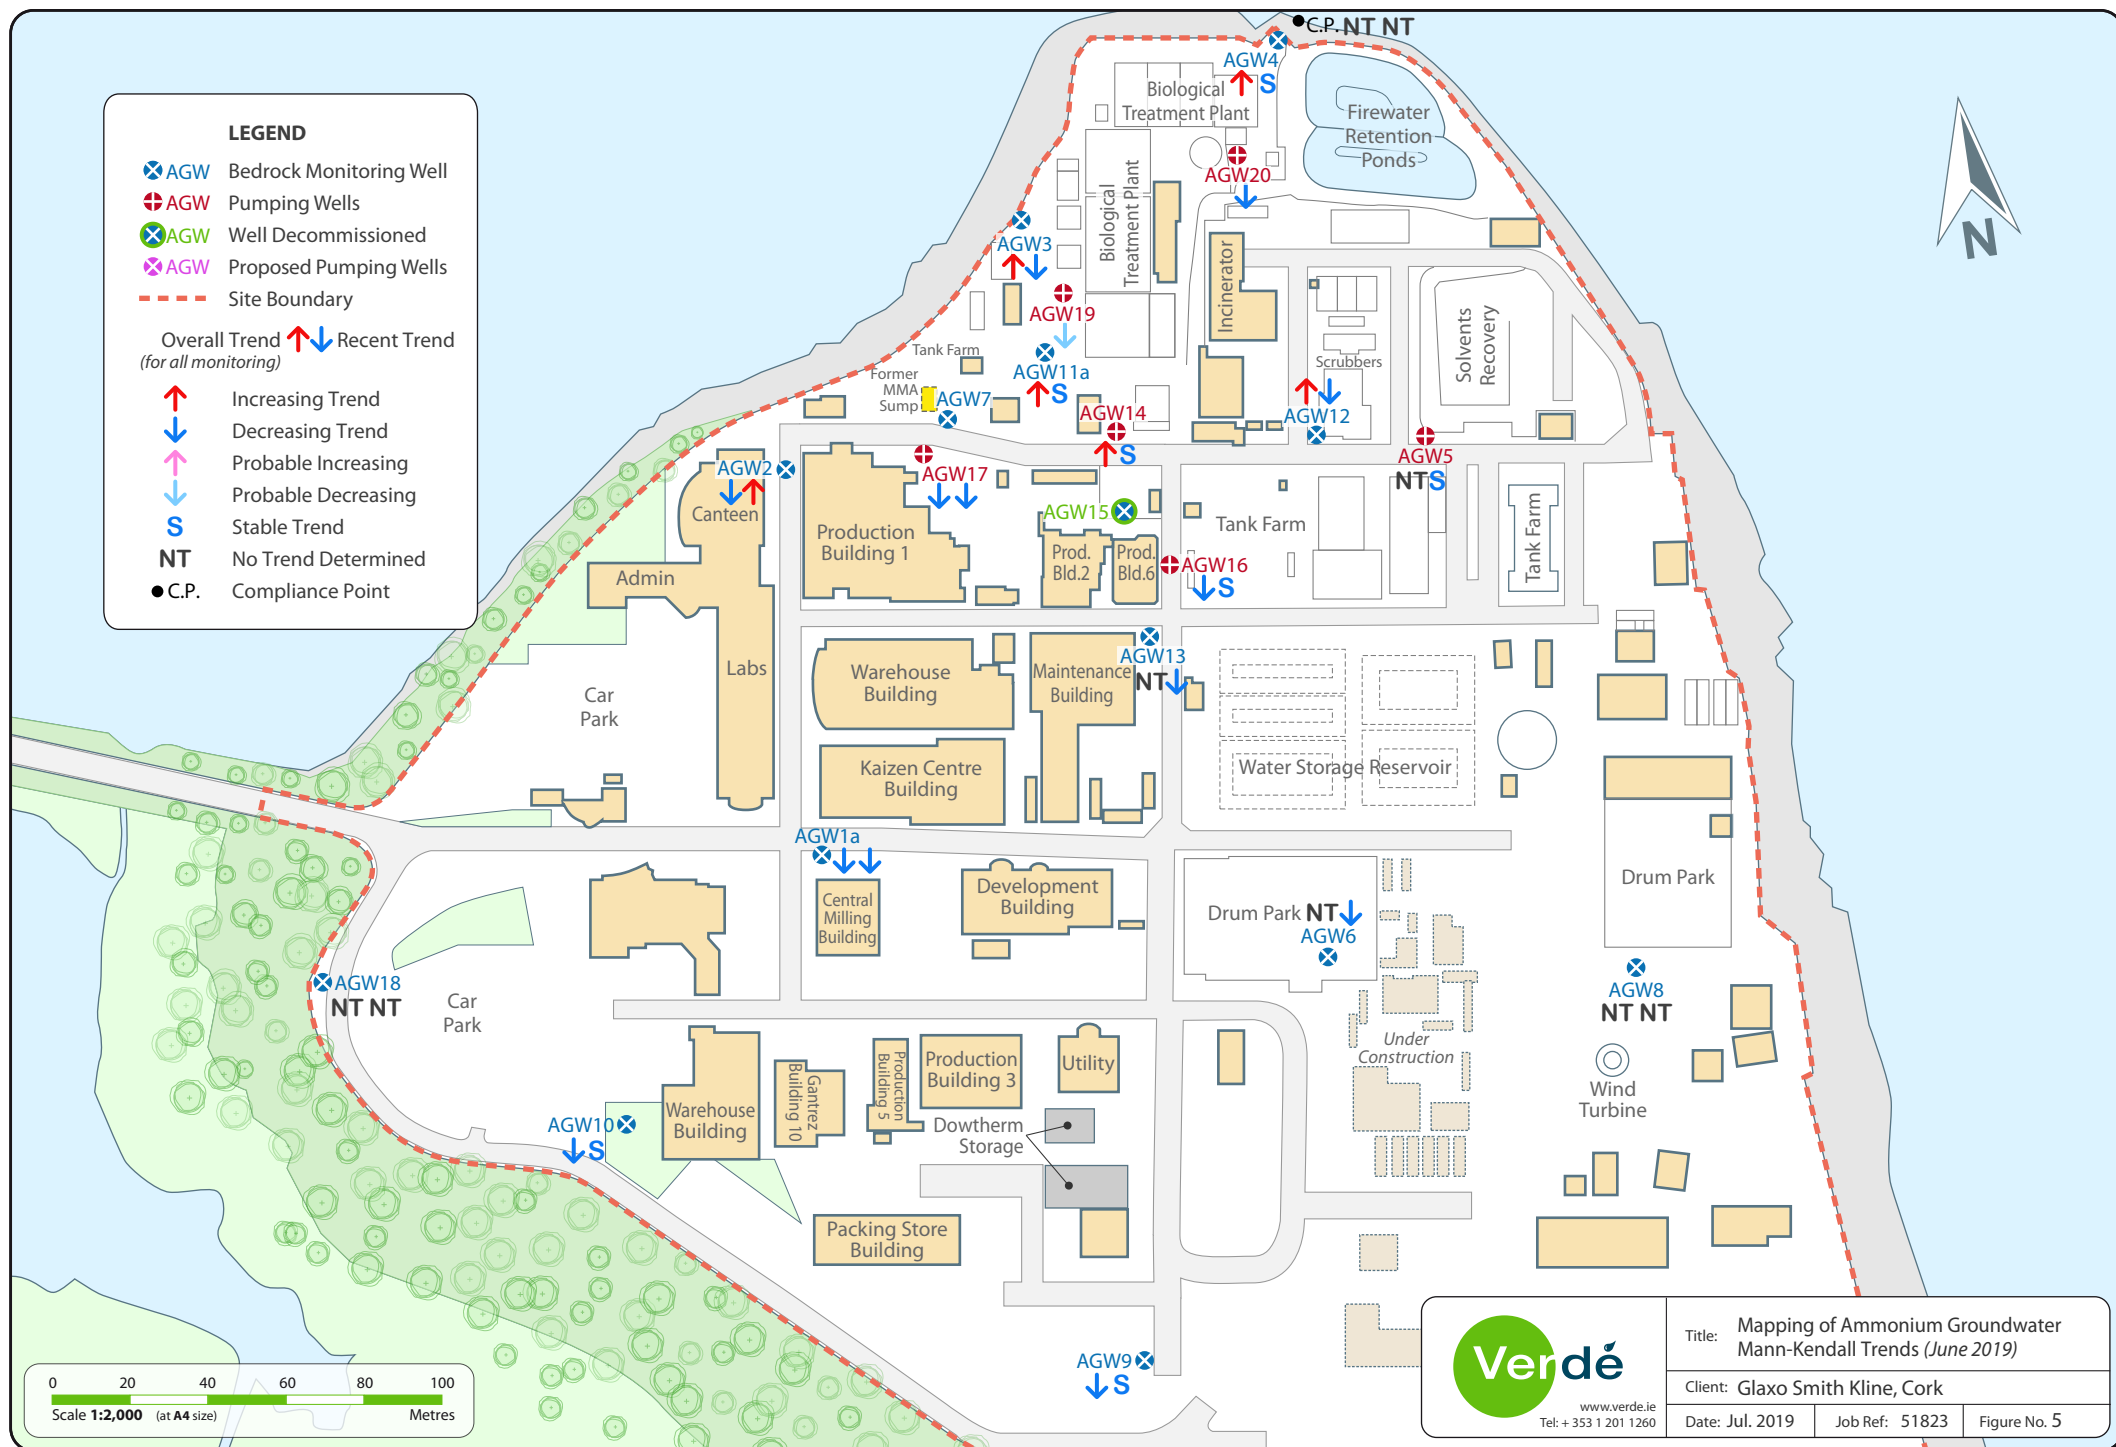 LEGEND
AGW Bedrock Monitoring Well
AGW Pumping Wells
AGW Well Decommissioned
AGW Proposed Pumping Wells
Site Boundary
Overall Trend Recent Trend
(for all monitoring)
Increasing Trend
Decreasing Trend
Probable Increasing
Probable Decreasing
S Stable Trend
NT No Trend Determined
C.P. Compliance Point
C.P. NT NT
AGW4
S
Biological
Treatment Plant
Firewater
Retention
Ponds
N
AGW20
Biological
Treatment Plant
AGW3
Incinerator
AGW19
Solvents
Recovery
Tank Farm
Scrubbers
AGW11a
S
Former
MMA
Sump
AGW7
AGW14
S
AGW12
AGW5
NT S
AGW2
AGW17
Canteen
AGW15
Tank Farm
Tank Farm
Production
Building 1
Prod.
Bld.2
Prod.
Bld.6
AGW16
S
Admin
AGW13
NT
Labs
Warehouse
Building
Maintenance
Building
Car
Park
Kaizen Centre
Building
Water Storage Reservoir
AGW1a
Central
Milling
Building
Development
Building
Drum Park NT
AGW6
Drum Park
AGW18
NT NT
Car
Park
AGW8
NT NT
Under
Construction
Wind
Turbine
Production
Building 3
Utility
Production
Building 5
Gantrez
Building 10
Warehouse
Building
AGW10
S
Dowtherm
Storage
Packing Store
Building
AGW9
S
0 20 40 60 80 100
Scale 1:2,000 (at A4 size) Metres
Verdé
www.verde.ie
Tel: + 353 1 201 1260
Title: Mapping of Ammonium Groundwater
Mann-Kendall Trends (June 2019)
Client: Glaxo Smith Kline, Cork
Date: Jul. 2019 Job Ref: 51823 Figure No. 5